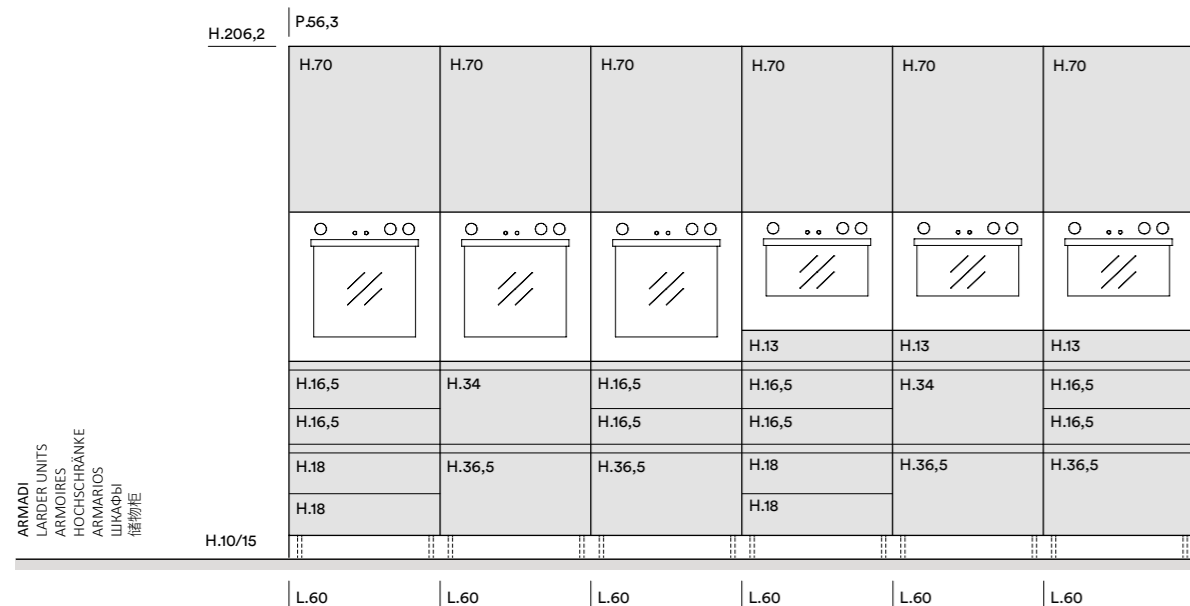 P.56,3
H.206,2
H.70 H.70 H.70 H.70 H.70 H.70
H.13 H.13 H.13
H.16,5 H.34 H.16,5 H.16,5 H.34 H.16,5
H.16,5 H.16,5 H.16,5 H.16,5
H.18 H.36,5 H.36,5 H.18 H.36,5 H.36,5
H.18 H.18
H.10/15
L.60 L.60 L.60 L.60 L.60 L.60
ARMADI
LARDER UNITS
ARMOIRES
HOCHSCHRÄNKE
ARMARIOS
ШКАФЫ
储物柜